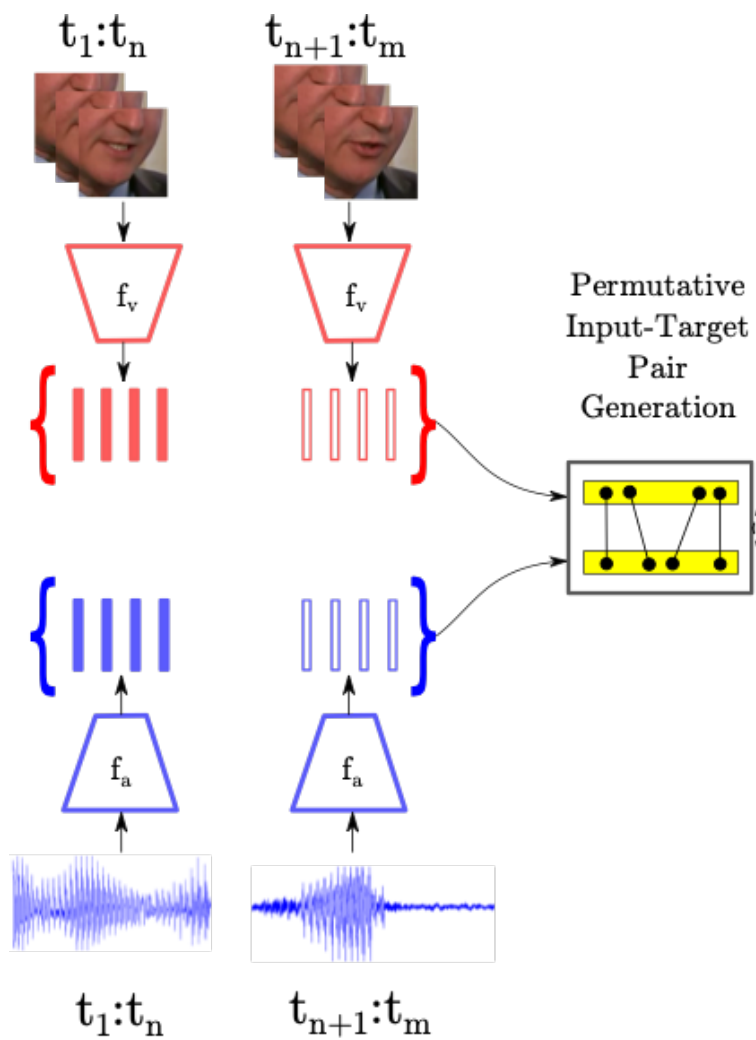 t₁:tₙ
tₙ₊₁:tₘ
fᵥ
fᵥ
Permutative
Input-Target
Pair
Generation
fₐ
fₐ
t₁:tₙ
tₙ₊₁:tₘ